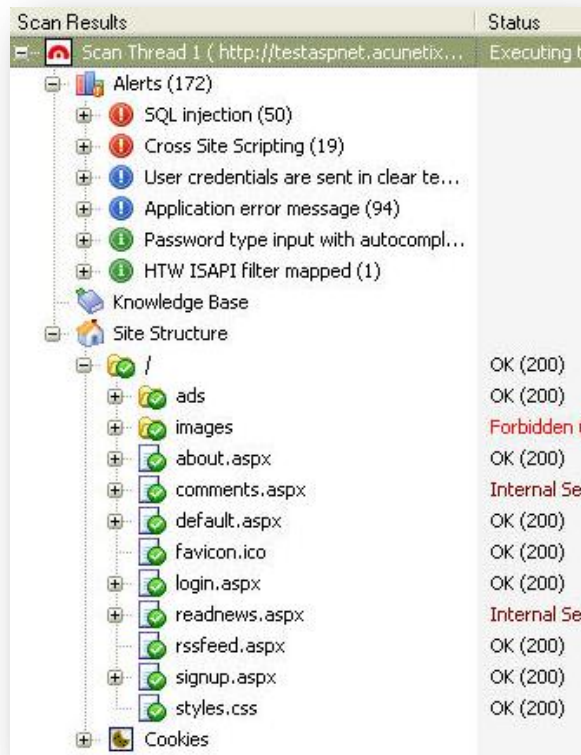 Scan Results Status
Scan Thread 1 ( http://testaspnet.acunetix... Executing
Alerts (172)
SQL injection (50)
Cross Site Scripting (19)
User credentials are sent in clear te...
Application error message (94)
Password type input with autocompl...
HTW ISAPI filter mapped (1)
Knowledge Base
Site Structure
/ OK (200)
ads OK (200)
images Forbidden
about.aspx OK (200)
comments.aspx Internal Se
default.aspx OK (200)
favicon.ico OK (200)
login.aspx OK (200)
readnews.aspx Internal Se
rssfeed.aspx OK (200)
signup.aspx OK (200)
styles.css OK (200)
Cookies